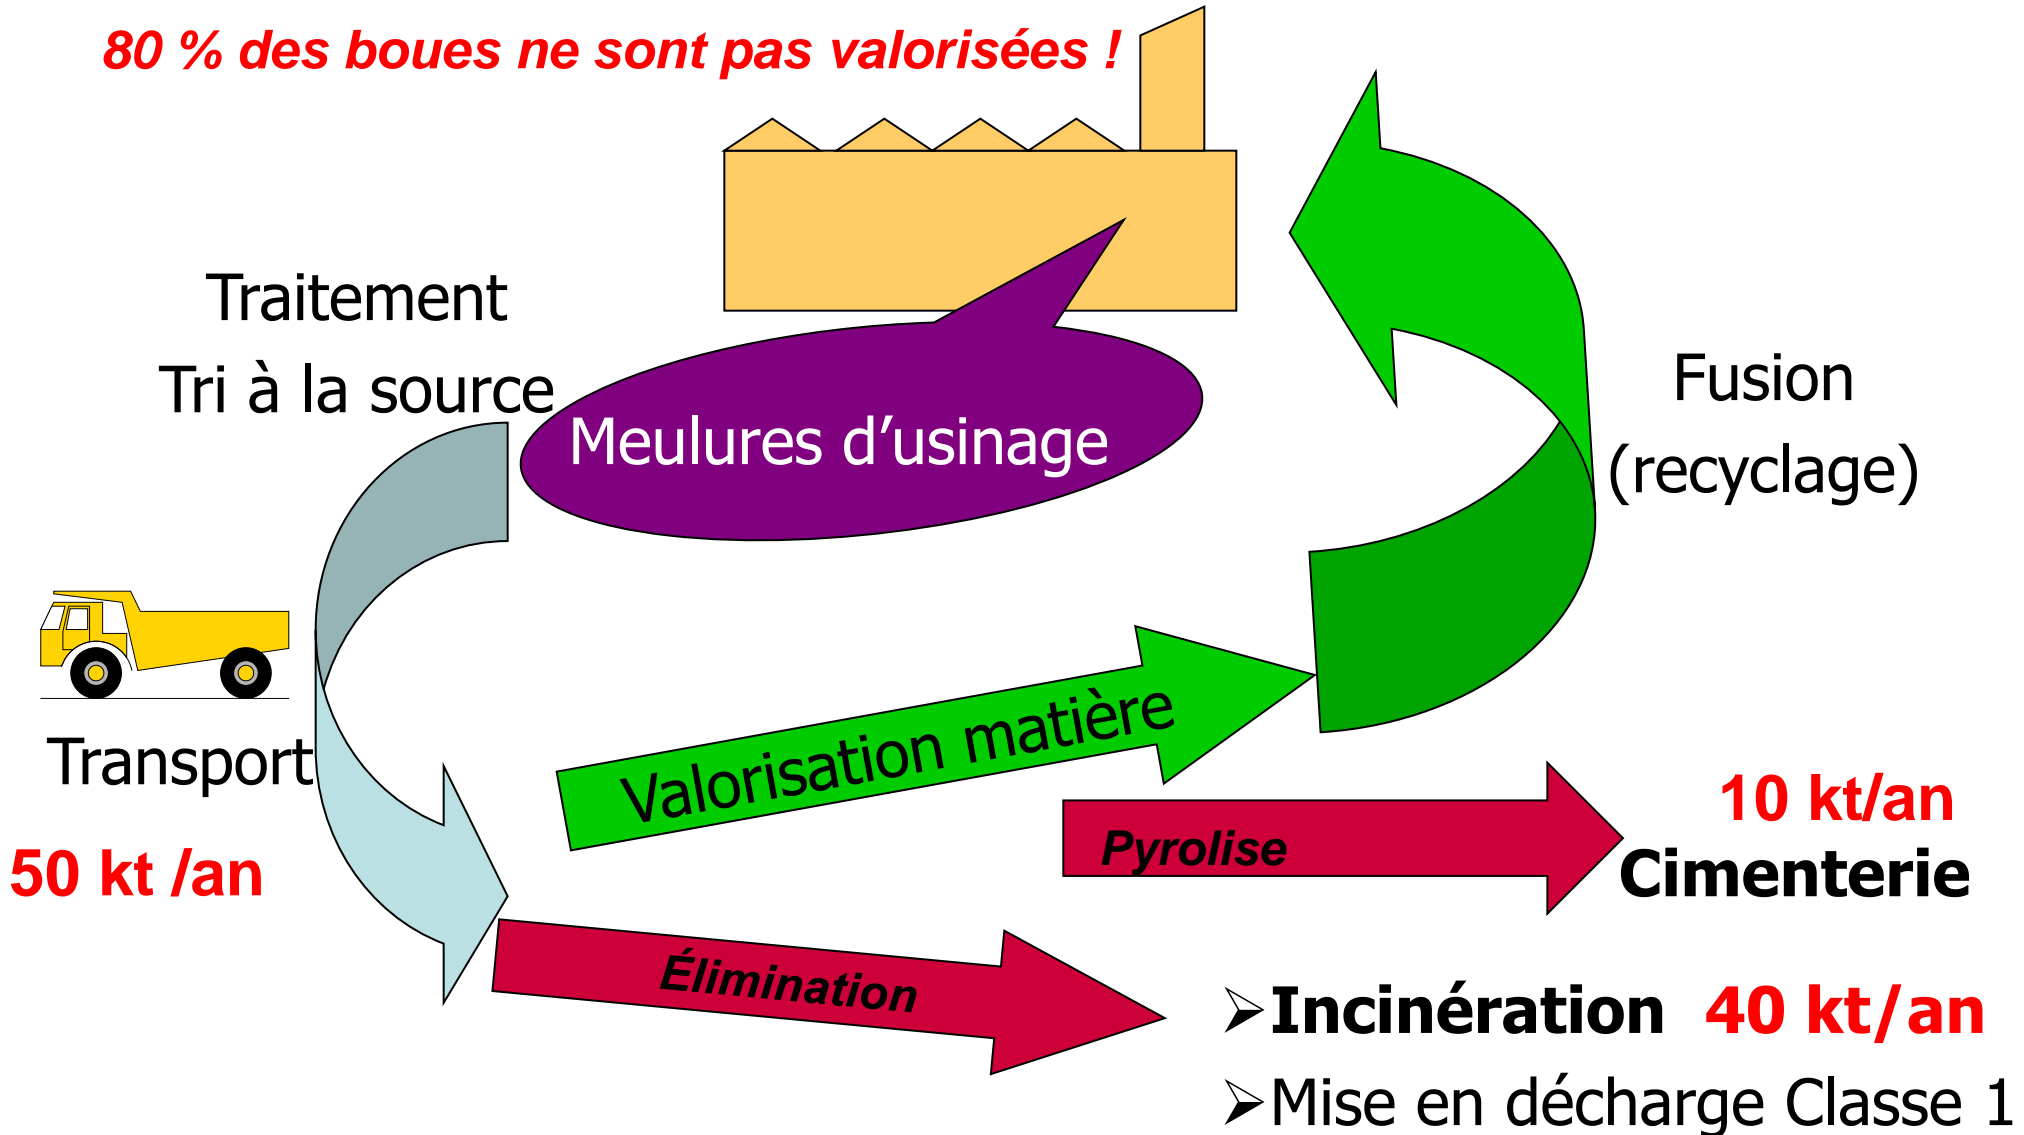 80 % des boues ne sont pas valorisées !
Traitement
Tri à la source
Meulures d’usinage
Fusion
(recyclage)
Transport
50 kt /an
Valorisation matière
Pyrolise
10 kt/an
Cimenterie
Élimination
➢Incinération 40 kt/an
➢Mise en décharge Classe 1